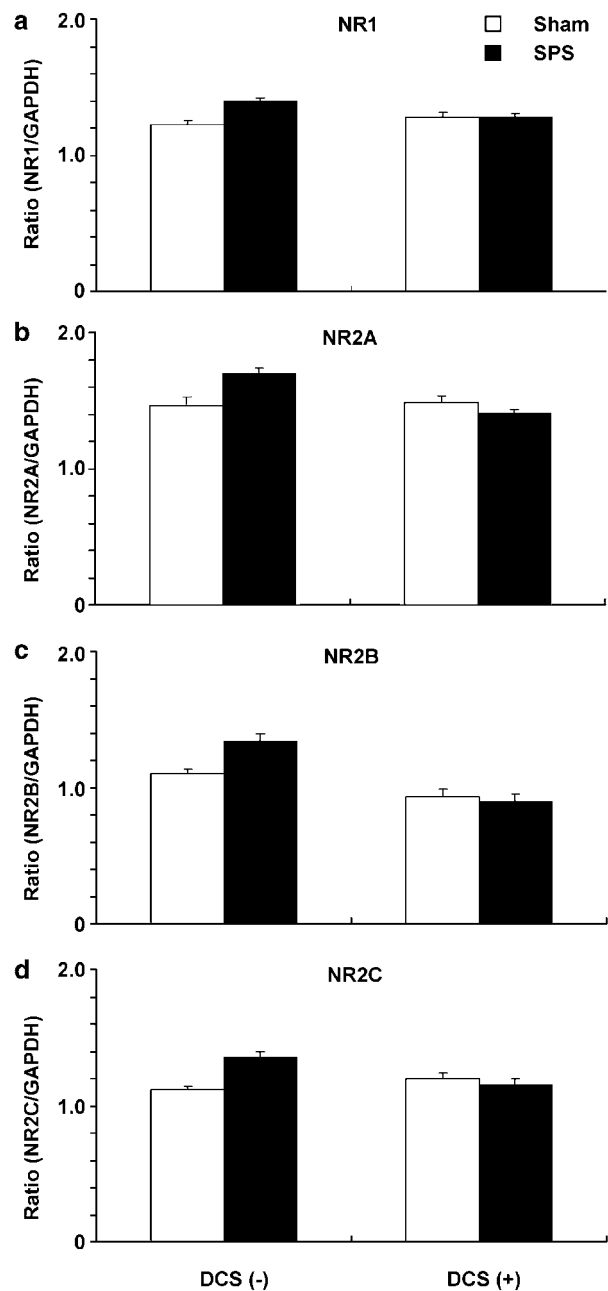 a
NR1
Sham
SPS
2.0
1.0
0
Ratio (NR1/GAPDH)
b
NR2A
2.0
1.0
0
Ratio (NR2A/GAPDH)
c
NR2B
2.0
1.0
0
Ratio (NR2B/GAPDH)
d
NR2C
2.0
1.0
0
Ratio (NR2C/GAPDH)
DCS (-)
DCS (+)